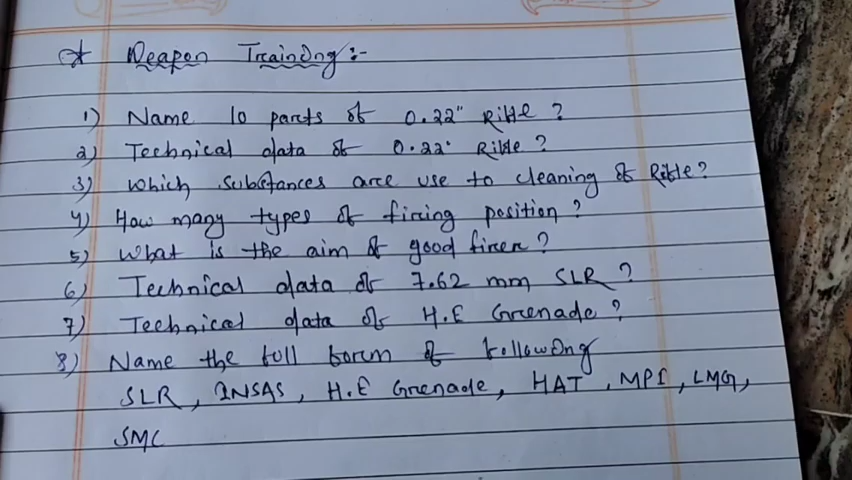 * Weapon Training :-
1) Name 10 parts of 0.22" Rifle ?
2) Technical data of 0.22" Rifle ?
3) Which substances are use to cleaning of Rifle ?
4) How many types of firing position ?
5) What is the aim of good firer ?
6) Technical data of 7.62 mm SLR ?
7) Technical data of H.E Grenade ?
8) Name the full form of following
SLR, INSAS, H.E Grenade, HAT, MPI, LMG,
SMC